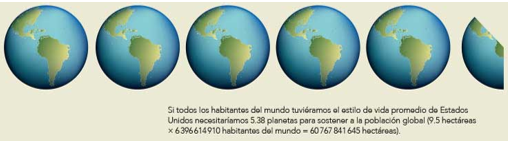 Si todos los habitantes del mundo tuviéramos el estilo de vida promedio de Estados
Unidos necesitaríamos 5.38 planetas para sostener a la población global (9.5 hectáreas
× 6 396 614 910 habitantes del mundo = 60 767 841 645 hectáreas).